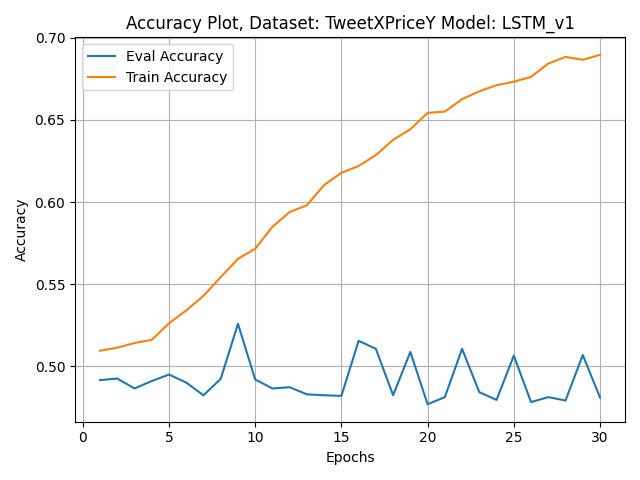 Accuracy Plot, Dataset: TweetXPriceY Model: LSTM_v1
Eval Accuracy
Train Accuracy
0.70
0.65
0.60
0.55
0.50
Accuracy
0 5 10 15 20 25 30
Epochs